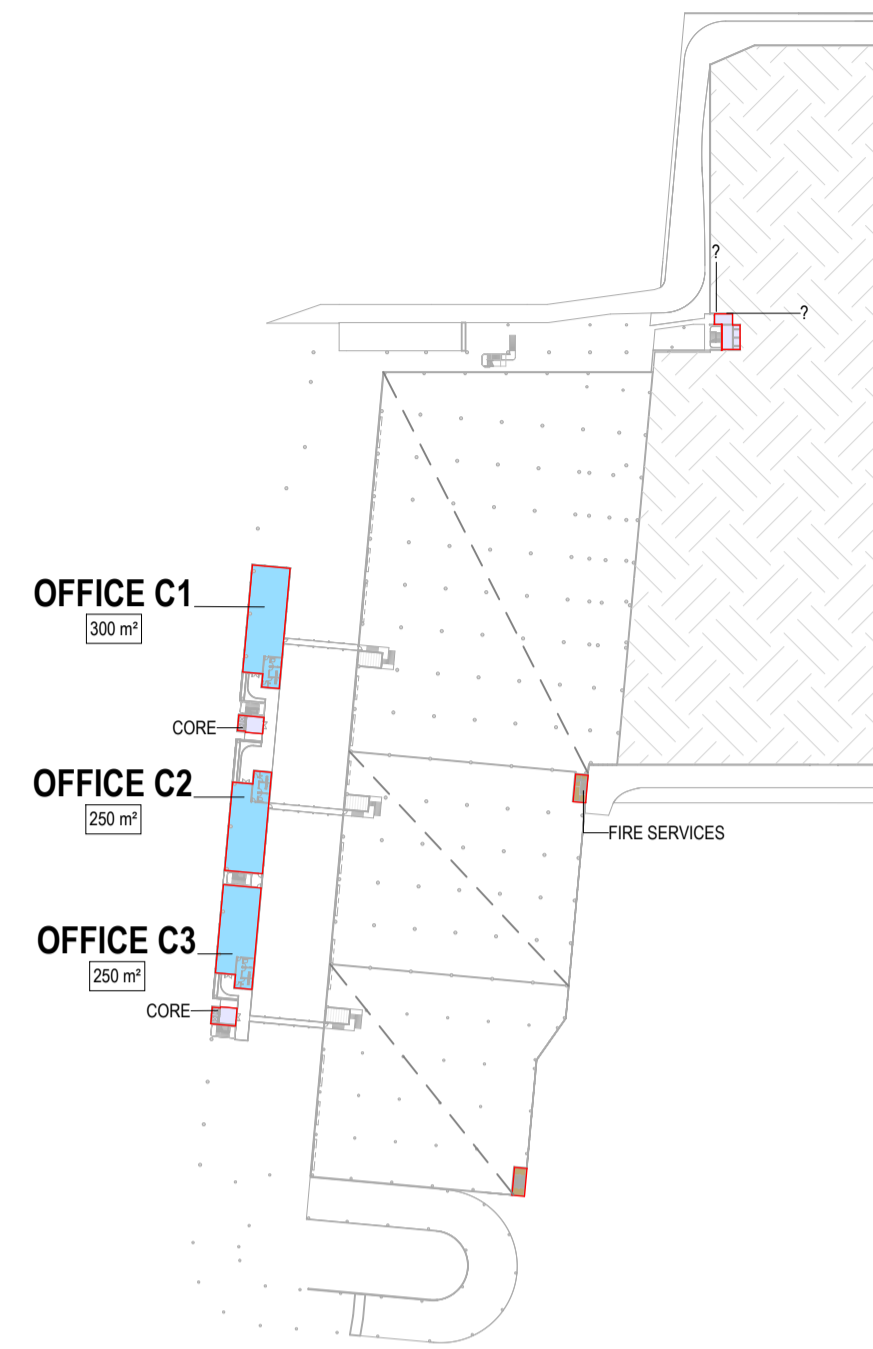 ?
?
OFFICE C1
300 m²
CORE
OFFICE C2
250 m²
FIRE SERVICES
OFFICE C3
250 m²
CORE